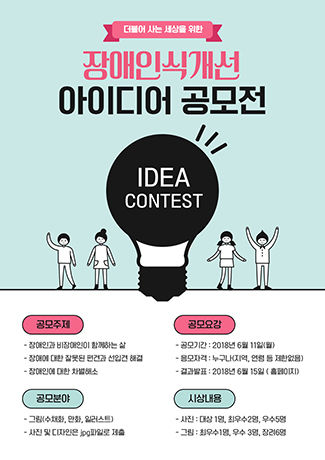 더불어 사는 세상을 위한
장애인식개선
아이디어 공모전
IDEA
CONTEST
공모주제
- 장애인과 비장애인이 함께하는 삶
- 장애에 대한 잘못된 편견과 선입견 해결
- 장애인에 대한 차별해소
공모요강
- 공모기간 : 2018년 6월 11일(월)
- 응모자격 : 누구나(지역, 연령 등 제한없음)
- 결과발표 : 2018년 6월 15일 ( 홈페이지)
공모분야
- 그림(수채화, 만화, 일러스트)
- 사진 및 디자인은 jpg파일로 제출
시상내용
- 사진 : 대상 1명, 최우수2명, 우수5명
- 그림 : 최우수1명, 우수 3명, 장려6명